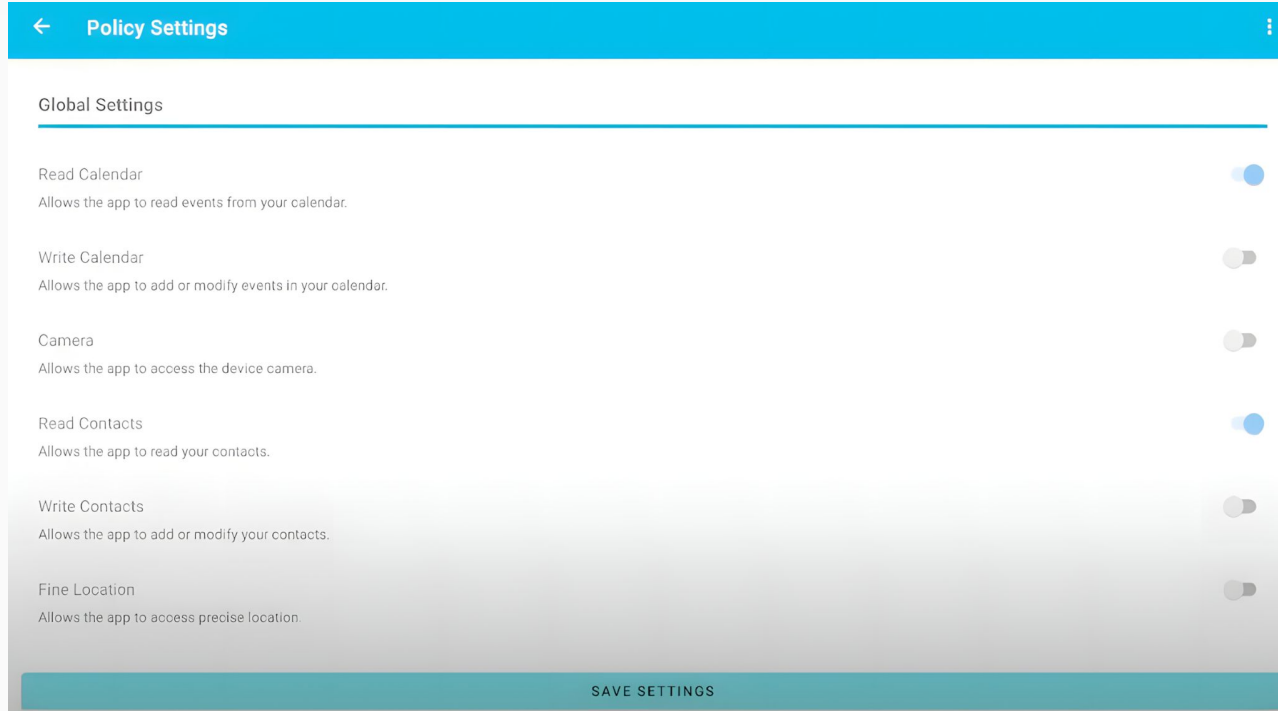 Policy Settings
Global Settings
Read Calendar
Allows the app to read events from your calendar.
Write Calendar
Allows the app to add or modify events in your calendar.
Camera
Allows the app to access the device camera.
Read Contacts
Allows the app to read your contacts.
Write Contacts
Allows the app to add or modify your contacts.
Fine Location
Allows the app to access precise location.
SAVE SETTINGS